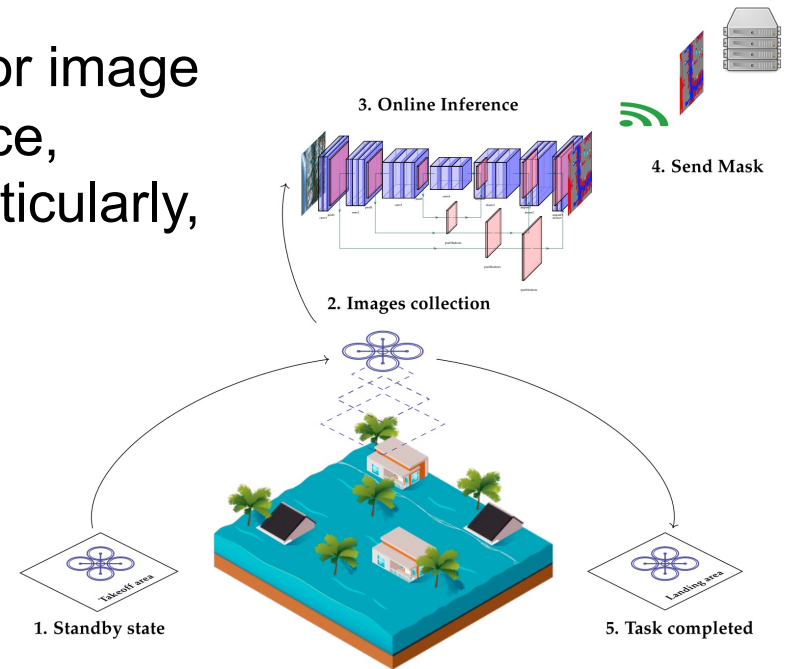 or image
ce,
ticularly,
3. Online Inference
4. Send Mask
2. Images collection
Takeoff area
1. Standby state
Landing area
5. Task completed